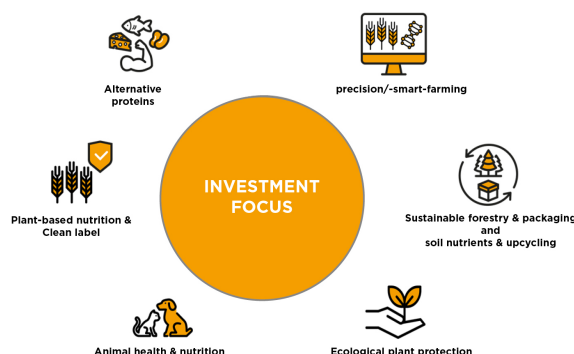 Alternative
proteins
precision/-smart-farming
INVESTMENT
FOCUS
Plant-based nutrition &
Clean label
Sustainable forestry & packaging
and
soil nutrients & upcycling
Animal health & nutrition
Ecological plant protection